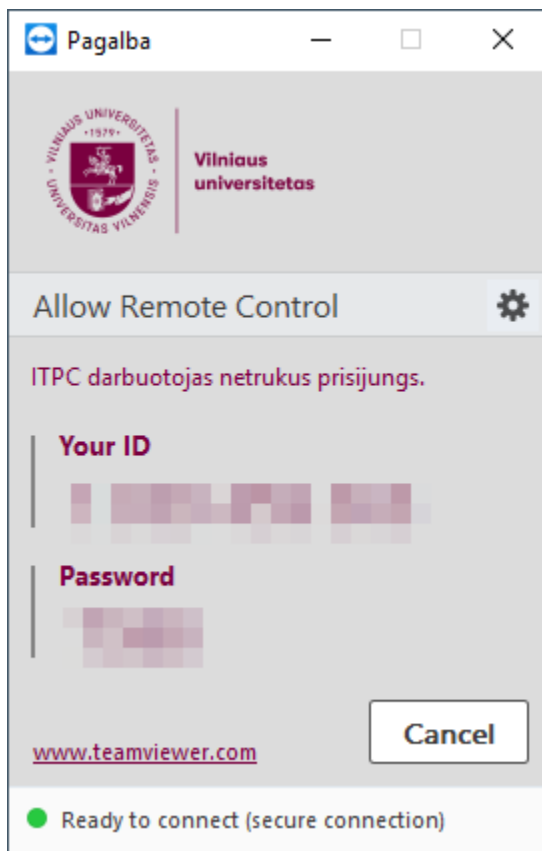 Pagalba
VILNIAUS UNIVERSITETAS
·1579·
UNIVERSITAS VILNENSIS
Vilniaus
universitetas
Allow Remote Control
ITPC darbuotojas netrukus prisijungs.
Your ID
Password
www.teamviewer.com
Cancel
Ready to connect (secure connection)